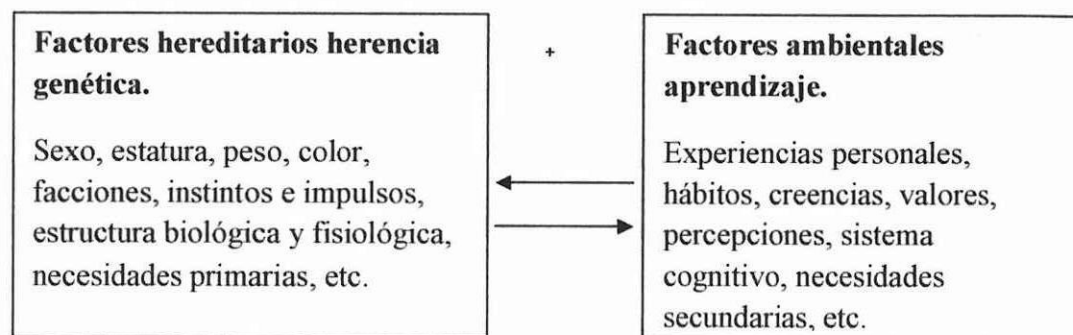 Factores hereditarios herencia
genética.
Sexo, estatura, peso, color,
facciones, instintos e impulsos,
estructura biológica y fisiológica,
necesidades primarias, etc.
+
Factores ambientales
aprendizaje.
Experiencias personales,
hábitos, creencias, valores,
percepciones, sistema
cognitivo, necesidades
secundarias, etc.